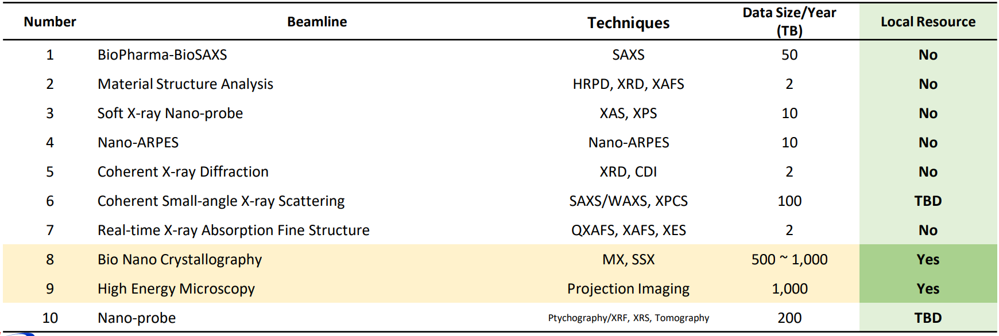 Number Beamline Techniques Data Size/Year (TB) Local Resource
1 BioPharma-BioSAXS SAXS 50 No
2 Material Structure Analysis HRPD, XRD, XAFS 2 No
3 Soft X-ray Nano-probe XAS, XPS 10 No
4 Nano-ARPES Nano-ARPES 10 No
5 Coherent X-ray Diffraction XRD, CDI 2 No
6 Coherent Small-angle X-ray Scattering SAXS/WAXS, XPCS 100 TBD
7 Real-time X-ray Absorption Fine Structure QXAFS, XAFS, XES 2 No
8 Bio Nano Crystallography MX, SSX 500 ~ 1,000 Yes
9 High Energy Microscopy Projection Imaging 1,000 Yes
10 Nano-probe Ptychography/XRF, XRS, Tomography 200 TBD